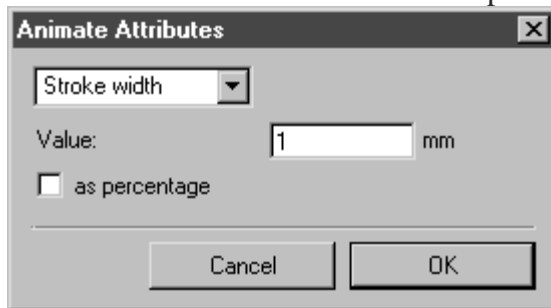 Animate Attributes
Stroke width
Value: 1 mm
as percentage
Cancel OK